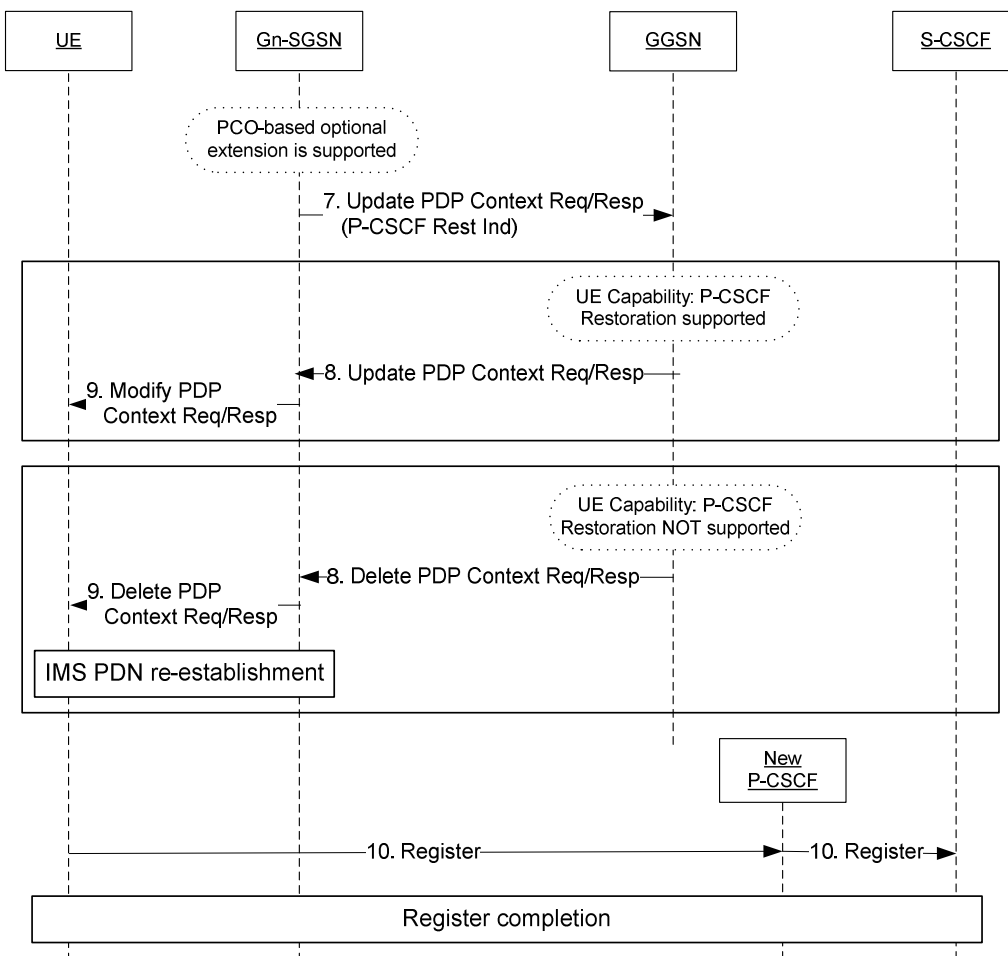 UE
Gn-SGSN
GGSN
S-CSCF
PCO-based optional
extension is supported
7. Update PDP Context Req/Resp
(P-CSCF Rest Ind)
UE Capability: P-CSCF
Restoration supported
8. Update PDP Context Req/Resp
9. Modify PDP
Context Req/Resp
UE Capability: P-CSCF
Restoration NOT supported
8. Delete PDP Context Req/Resp
9. Delete PDP
Context Req/Resp
IMS PDN re-establishment
New
P-CSCF
10. Register
10. Register
Register completion